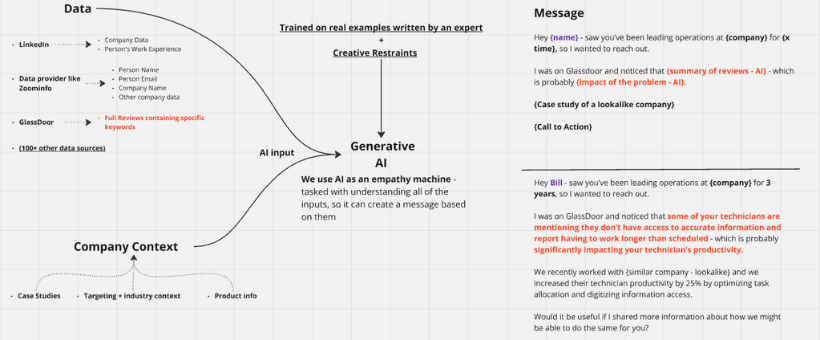 Data
• LinkedIn
• Company Data
• Person's Work Experience
• Data provider like
Zoominfo
• Person Name
• Person Email
• Company Name
• Other company data
• GlassDoor
• Full Reviews containing specific
keywords
• (100+ other data sources)
Trained on real examples written by an expert
+
Creative Restraints
AI input
Generative
AI
We use AI as an empathy machine -
tasked with understanding all of the
inputs, so it can create a message based
on them
Company Context
• Case Studies
• Targeting + industry context
• Product info
Message
Hey {name} - saw you've been leading operations at {company} for {x
time}, so I wanted to reach out.
I was on Glassdoor and noticed that {summary of reviews - AI} - which
is probably {impact of the problem - AI}.
{Case study of a lookalike company}
{Call to Action}
Hey Bill - saw you've been leading operations at {company} for 3
years, so I wanted to reach out.
I was on GlassDoor and noticed that some of your technicians are
mentioning they don't have access to accurate information and
report having to work longer than scheduled - which is probably
significantly impacting your technician's productivity.
We recently worked with {similar company - lookalike} and we
increased their technician productivity by 25% by optimizing task
allocation and digitizing information access.
Would it be useful if I shared more information about how we might
be able to do the same for you?